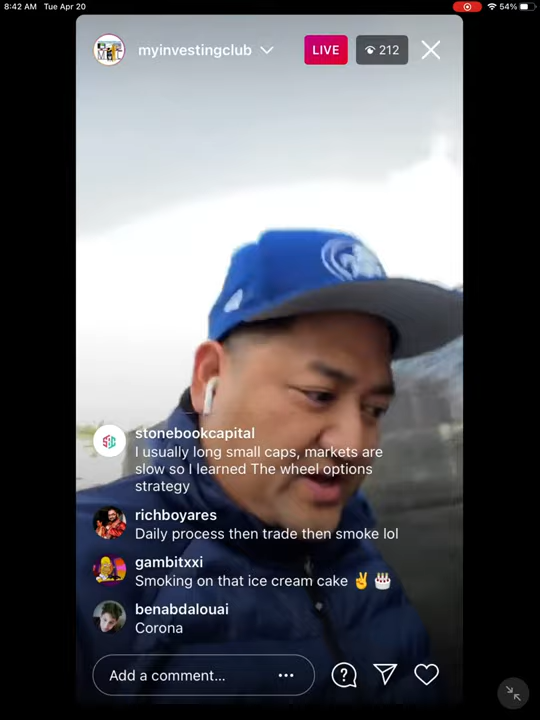 8:42 AM Tue Apr 20
54%
myinvestingclub
LIVE
212
stonebookcapital
I usually long small caps, markets are
slow so I learned The wheel options
strategy
richboyares
Daily process then trade then smoke lol
gambitxxi
Smoking on that ice cream cake ✌️🎂
benabdalouai
Corona
Add a comment...